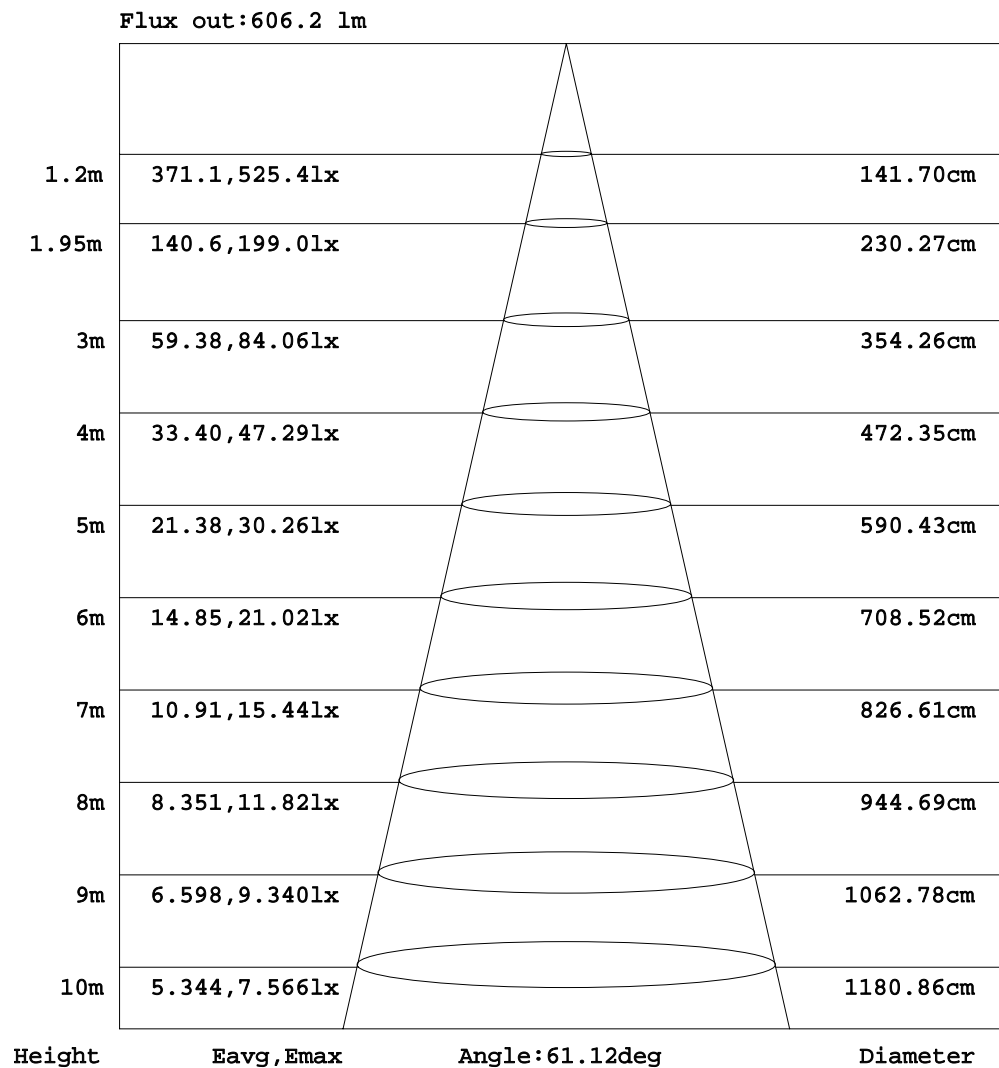 Flux out:606.2 lm
1.2m 371.1,525.4lx 141.70cm
1.95m 140.6,199.0lx 230.27cm
3m 59.38,84.06lx 354.26cm
4m 33.40,47.29lx 472.35cm
5m 21.38,30.26lx 590.43cm
6m 14.85,21.02lx 708.52cm
7m 10.91,15.44lx 826.61cm
8m 8.351,11.82lx 944.69cm
9m 6.598,9.340lx 1062.78cm
10m 5.344,7.566lx 1180.86cm
Height Eavg,Emax Angle:61.12deg Diameter